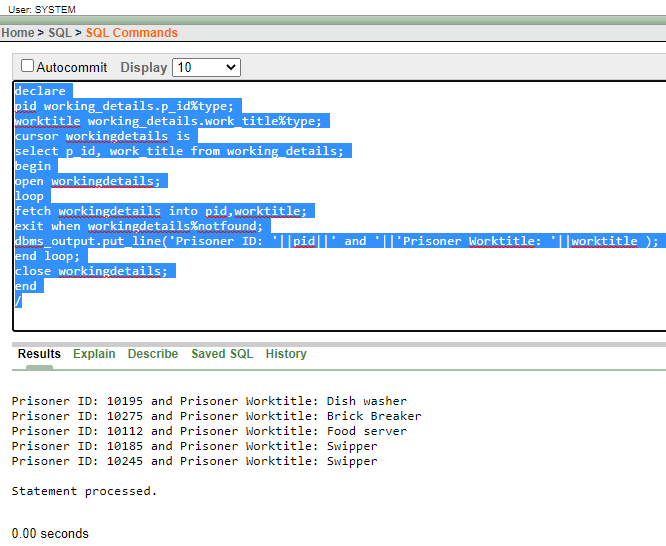 User: SYSTEM
Home > SQL > SQL Commands
Autocommit Display 10
declare
pid working_details.p_id%type;
worktitle working_details.work_title%type;
cursor workingdetails is
select p_id, work_title from working_details;
begin
open workingdetails;
loop
fetch workingdetails into pid,worktitle;
exit when workingdetails%notfound;
dbms_output.put_line('Prisoner ID: '||pid||' and '||'Prisoner Worktitle: '||worktitle );
end loop;
close workingdetails;
end
/
Results Explain Describe Saved SQL History
Prisoner ID: 10195 and Prisoner Worktitle: Dish washer
Prisoner ID: 10275 and Prisoner Worktitle: Brick Breaker
Prisoner ID: 10112 and Prisoner Worktitle: Food server
Prisoner ID: 10185 and Prisoner Worktitle: Swipper
Prisoner ID: 10245 and Prisoner Worktitle: Swipper
Statement processed.
0.00 seconds